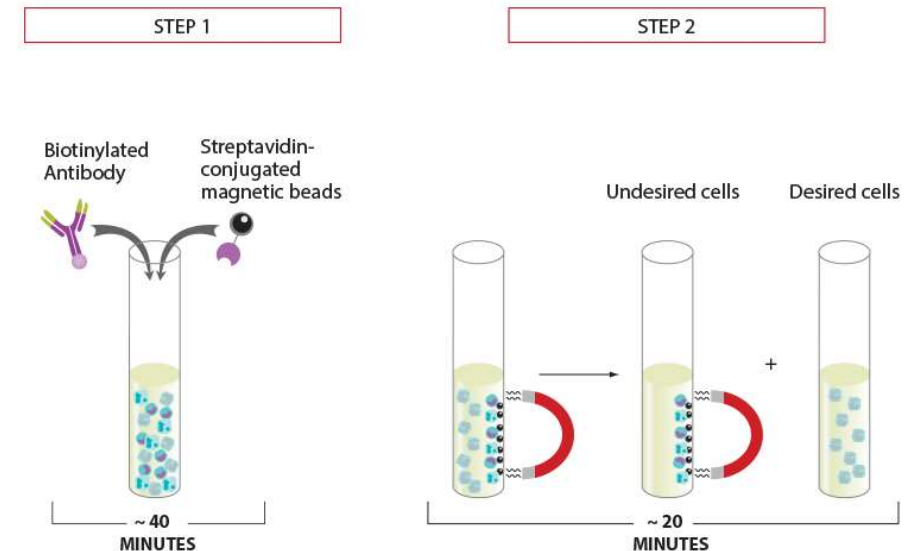 STEP 1
STEP 2
Biotinylated
Antibody
Streptavidin-
conjugated
magnetic beads
Undesired cells
Desired cells
+
~ 40
MINUTES
~ 20
MINUTES